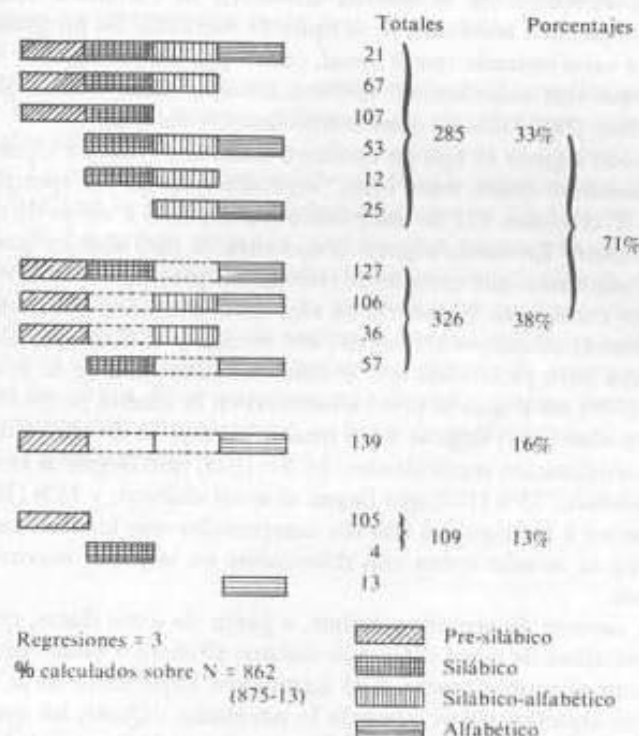 Totales Porcentajes
21
67
107
285 33%
53
12
25
71%
127
106
326 38%
36
57
139 16%
105
109 13%
4
13
Regresiones = 3
% calculados sobre N = 862
(875-13)
Pre-silábico
Silábico
Silábico-alfabético
Alfabético